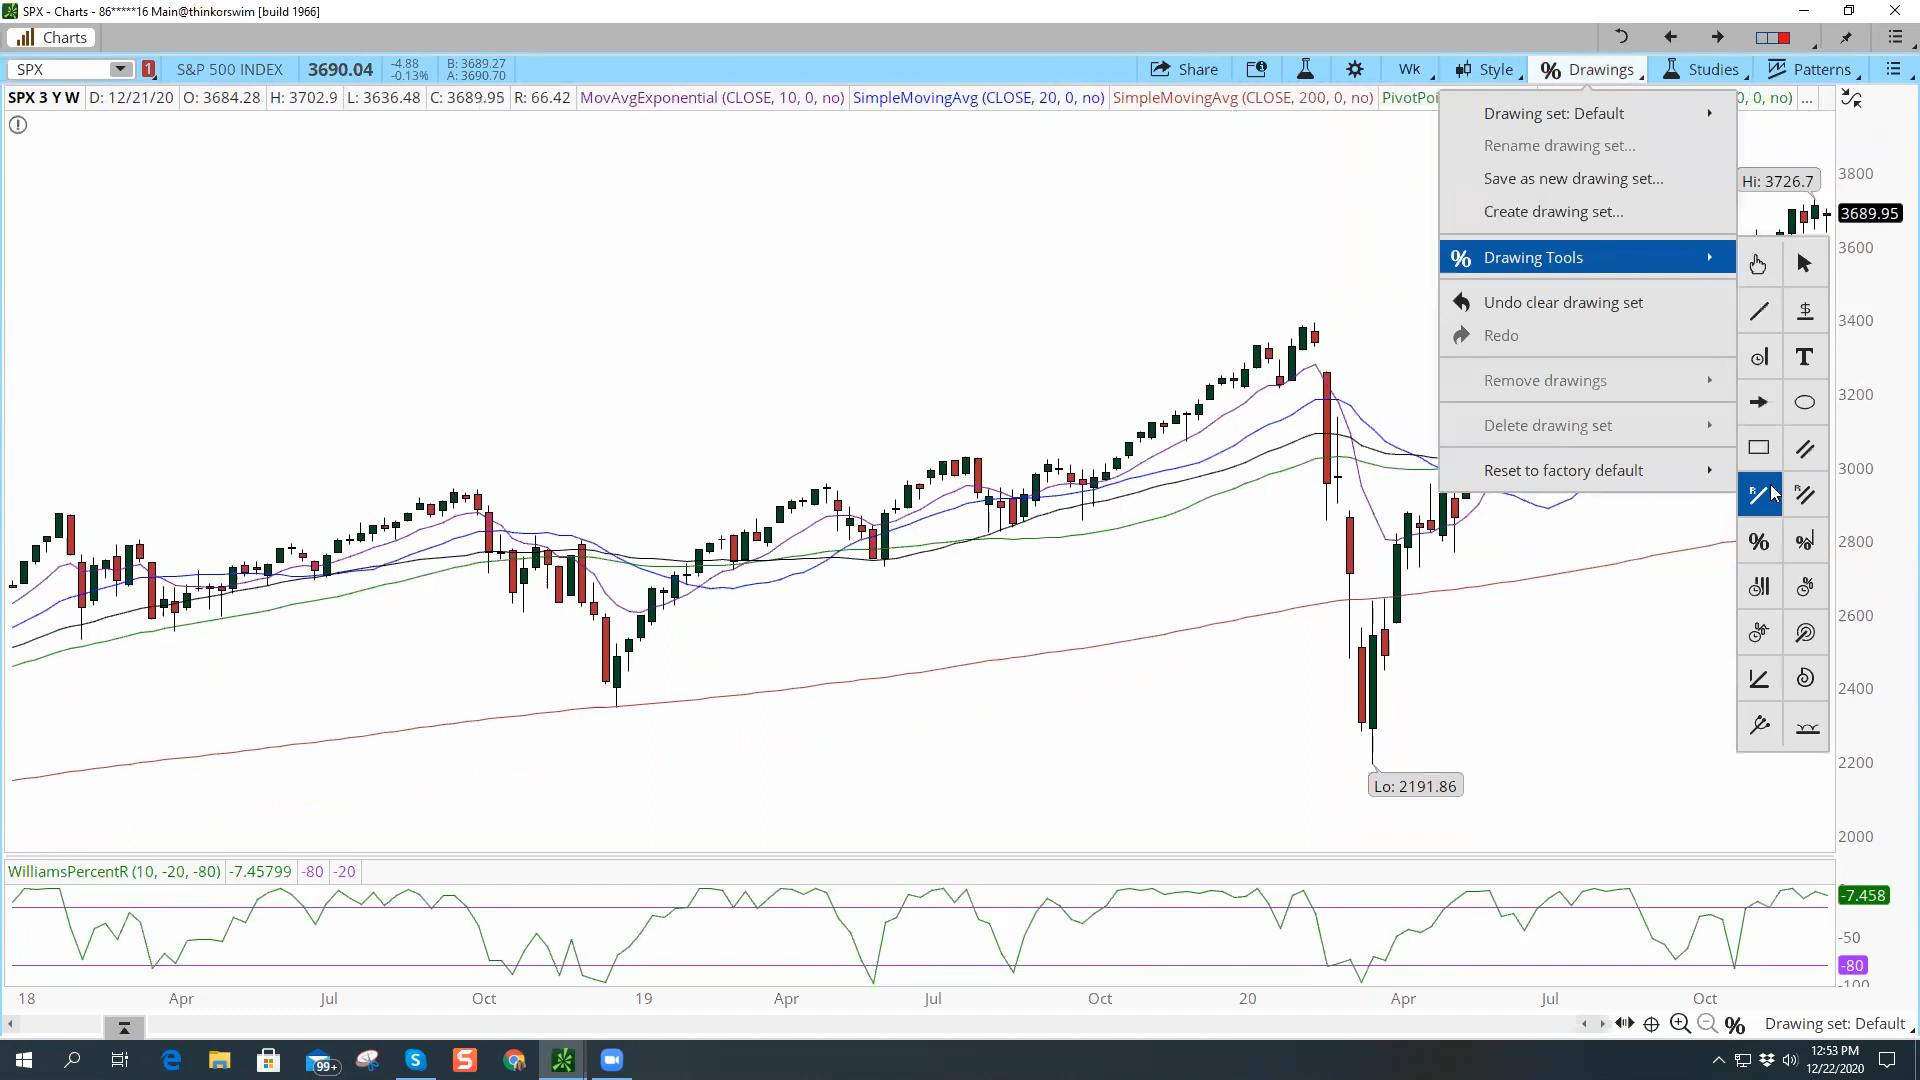 SPX - Charts - 86*****16 Main@thinkorswim [build 1966]
Charts
SPX
1
S&P 500 INDEX
3690.04
-4.88
-0.13%
B: 3689.27
A: 3690.70
Share
Wk
Style
Drawings
Studies
Patterns
SPX 3 Y W
D: 12/21/20
O: 3684.28
H: 3702.9
L: 3636.48
C: 3689.95
R: 66.42
MovAvgExponential (CLOSE, 10, 0, no)
SimpleMovingAvg (CLOSE, 20, 0, no)
SimpleMovingAvg (CLOSE, 200, 0, no)
PivotPoi
0, 0, no)
...
Drawing set: Default
Rename drawing set...
Save as new drawing set...
Create drawing set...
Drawing Tools
Undo clear drawing set
Redo
Remove drawings
Delete drawing set
Reset to factory default
Hi: 3726.7
3800
3689.95
3600
3400
3200
3000
2800
2600
2400
2200
2000
Lo: 2191.86
WilliamsPercentR (10, -20, -80)
-7.45799
-80
-20
-7.458
-50
-80
-100
18
Apr
Jul
Oct
19
Apr
Jul
Oct
20
Apr
Jul
Oct
Drawing set: Default
99+
12:53 PM
12/22/2020